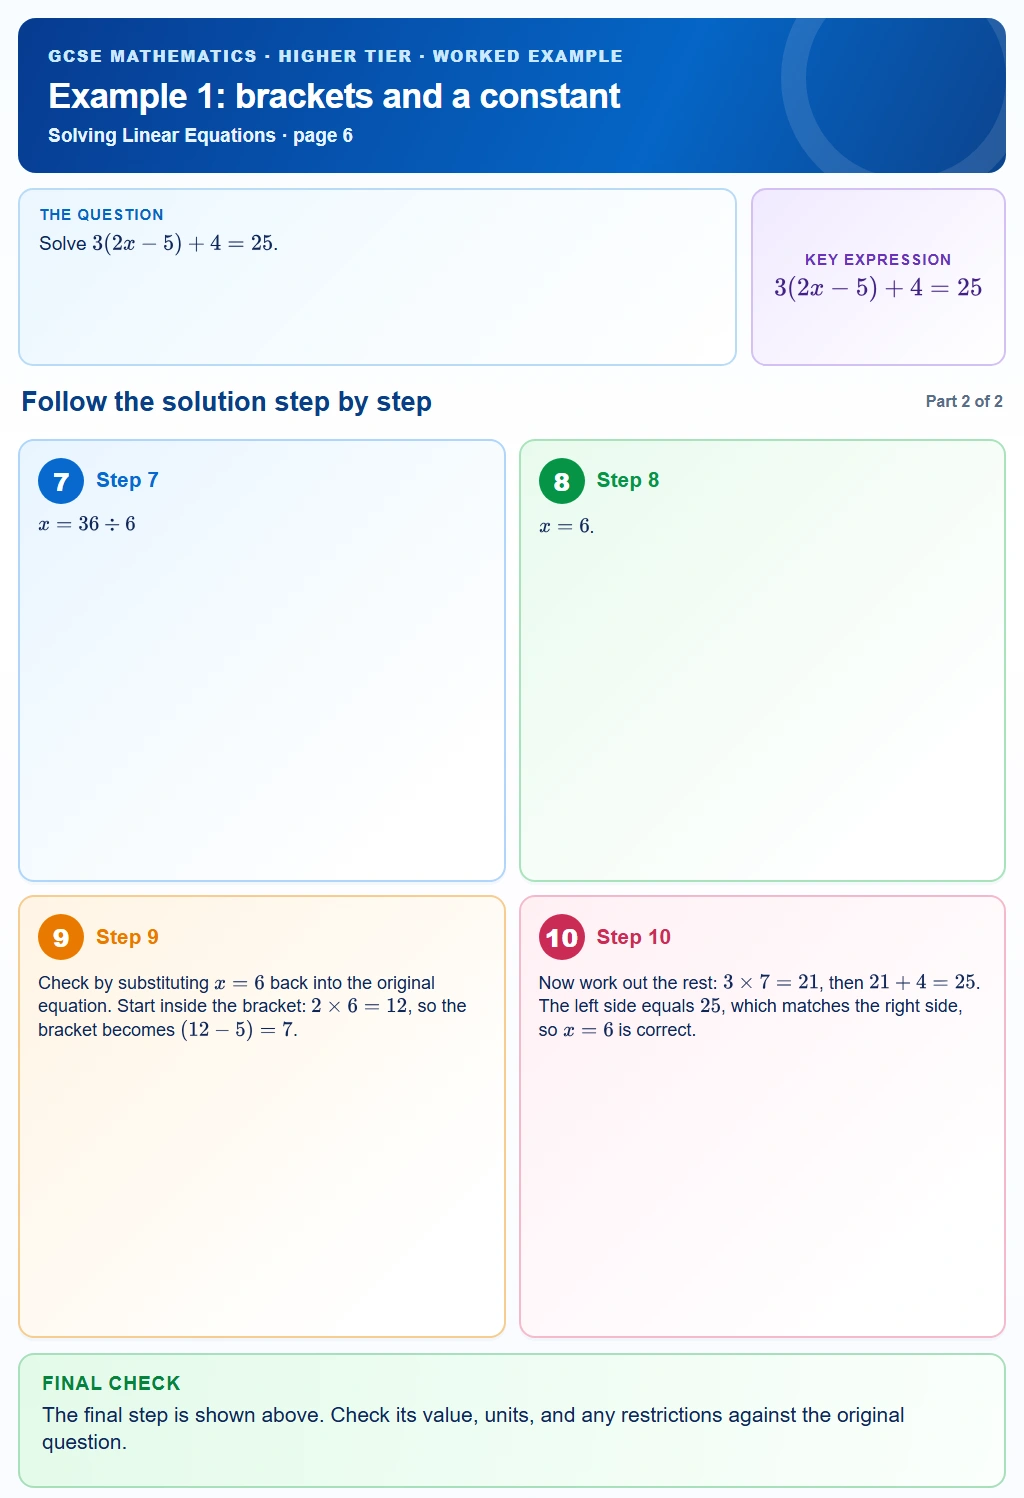 GCSE MATHEMATICS · HIGHER TIER · WORKED EXAMPLE
Example 1: brackets and a constant
Solving Linear Equations · page 6
THE QUESTION
Solve 3(2x − 5) + 4 = 25.
KEY EXPRESSION
3(2x − 5) + 4 = 25
Follow the solution step by step
Part 2 of 2
7 Step 7
x = 36 ÷ 6
8 Step 8
x = 6.
9 Step 9
Check by substituting x = 6 back into the original
equation. Start inside the bracket: 2 × 6 = 12, so the
bracket becomes (12 − 5) = 7.
10 Step 10
Now work out the rest: 3 × 7 = 21, then 21 + 4 = 25.
The left side equals 25, which matches the right side,
so x = 6 is correct.
FINAL CHECK
The final step is shown above. Check its value, units, and any restrictions against the original
question.